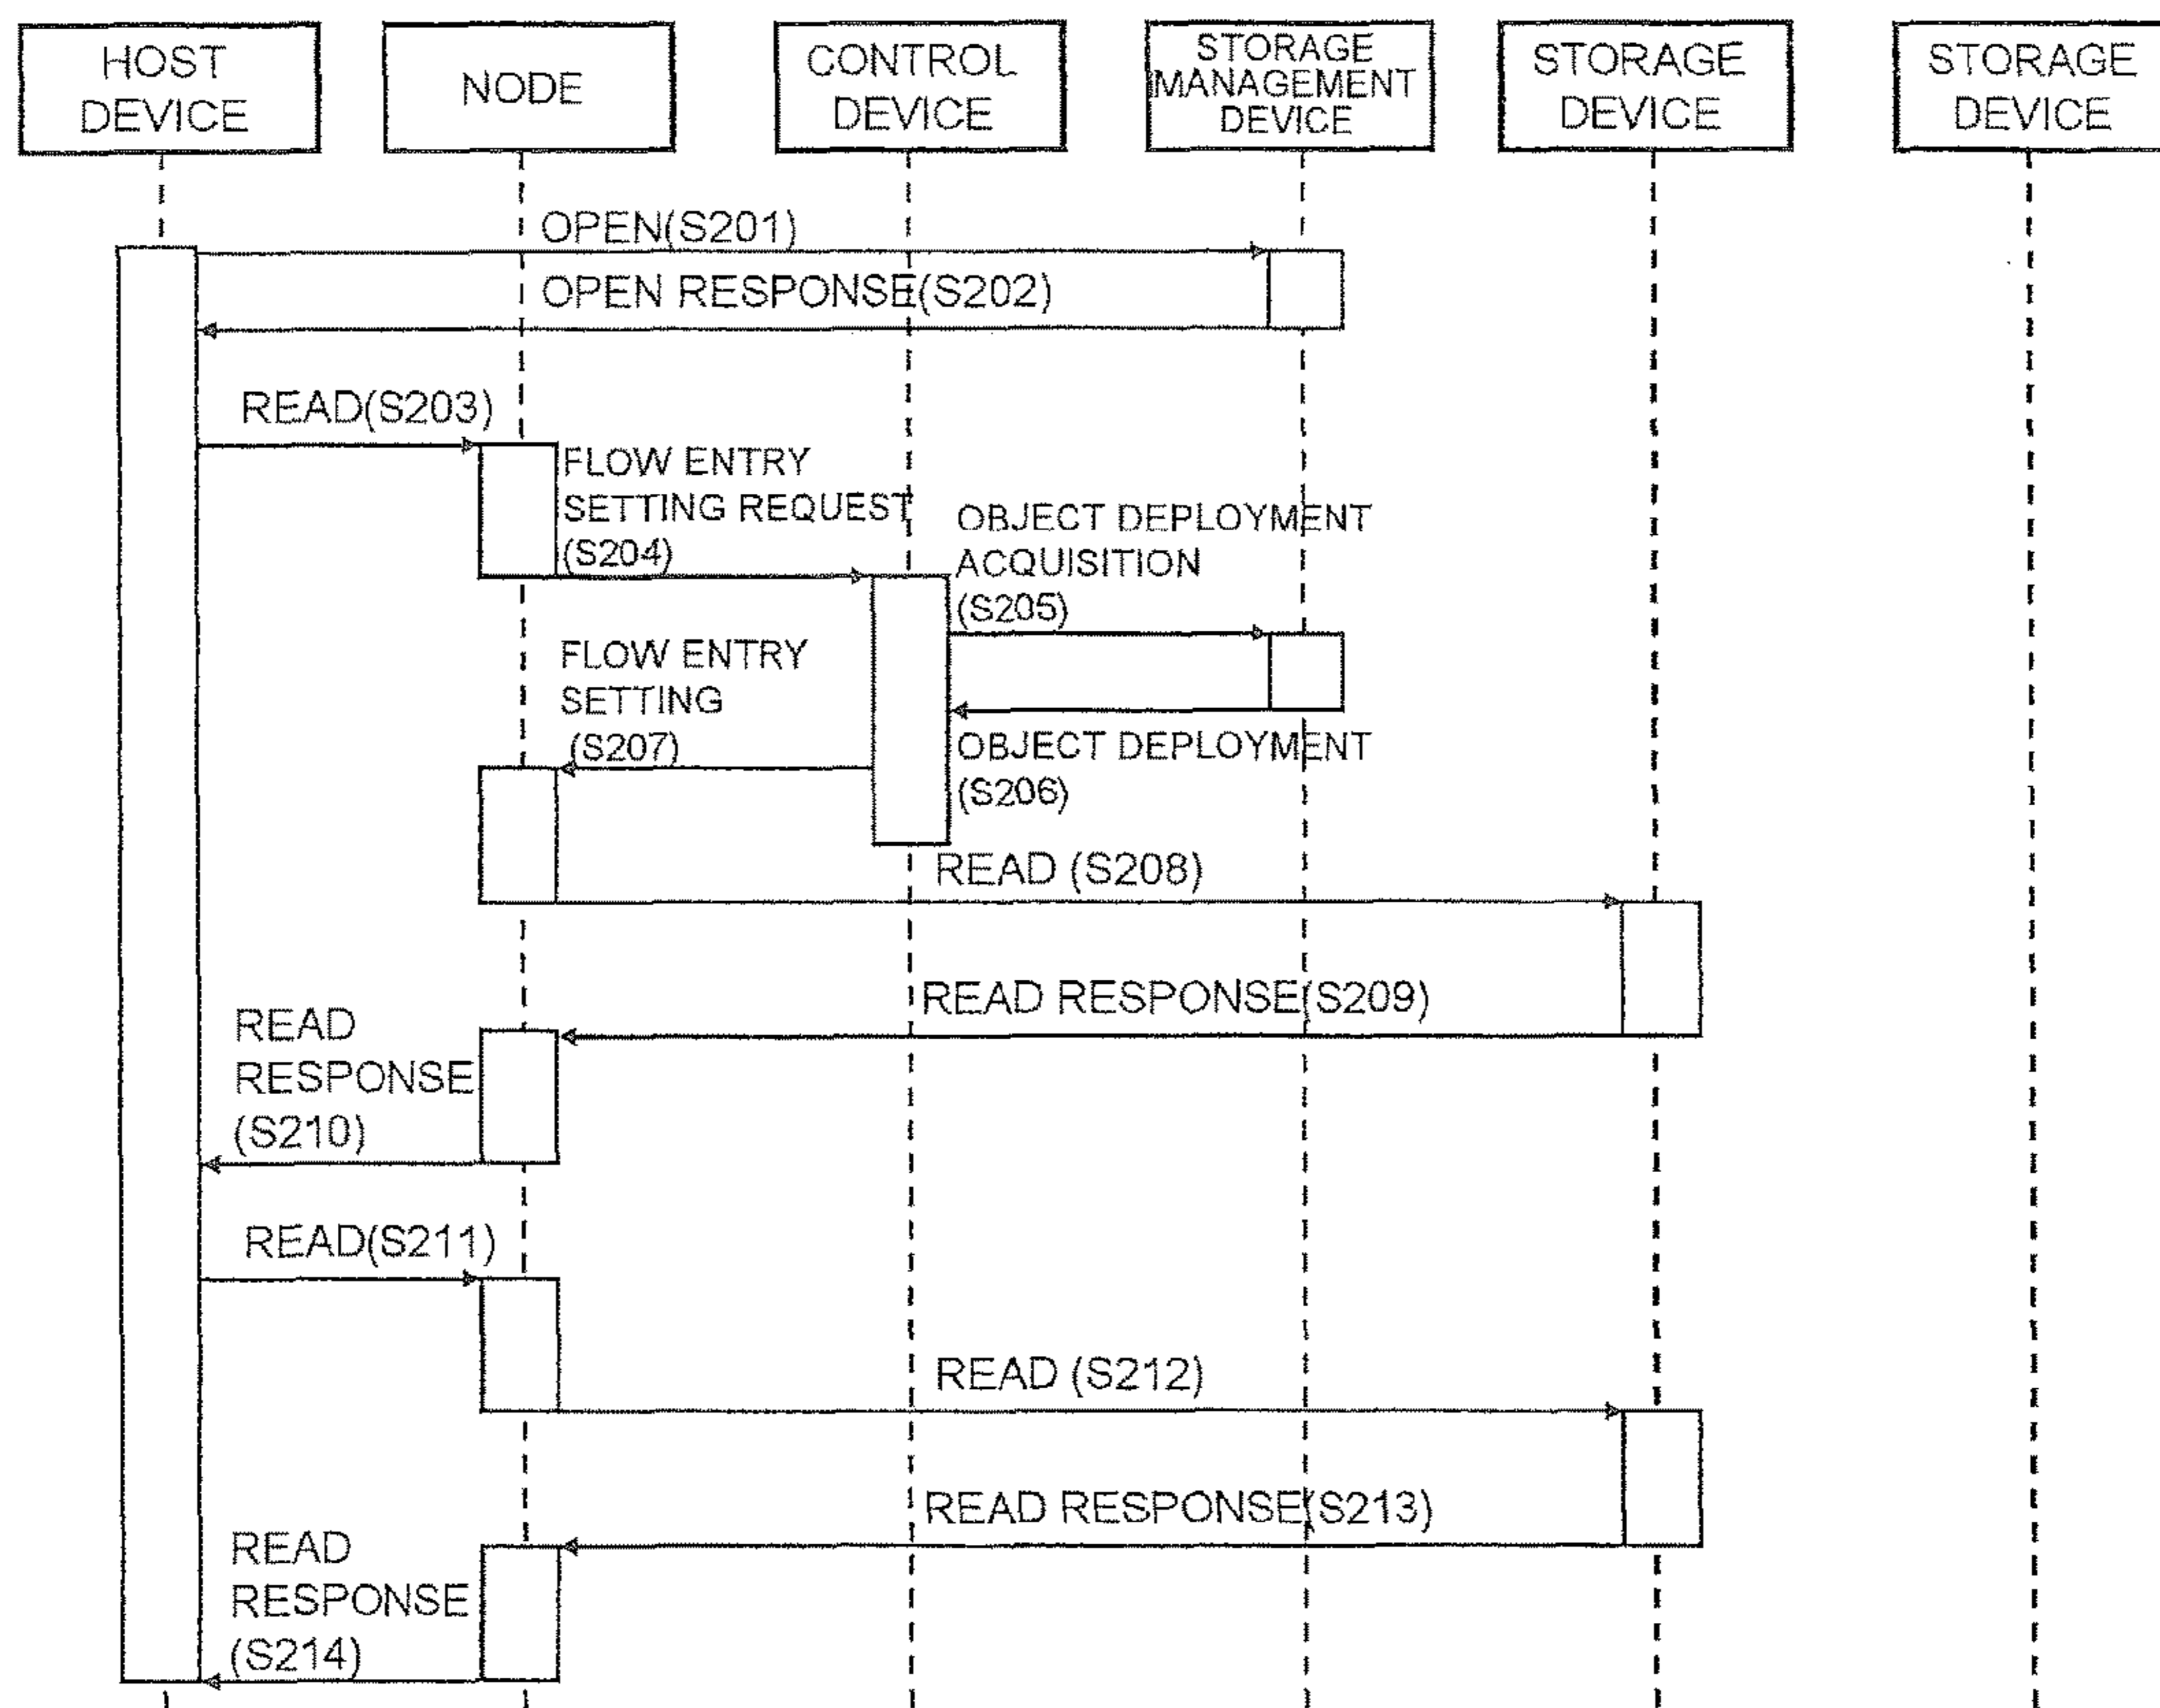 HOST
DEVICE
NODE
CONTROL
DEVICE
STORAGE
MANAGEMENT
DEVICE
STORAGE
DEVICE
STORAGE
DEVICE
OPEN(S201)
OPEN RESPONSE(S202)
READ(S203)
FLOW ENTRY
SETTING REQUEST
(S204)
OBJECT DEPLOYMENT
ACQUISITION
(S205)
FLOW ENTRY
SETTING
(S207)
OBJECT DEPLOYMENT
(S206)
READ (S208)
READ RESPONSE(S209)
READ
RESPONSE
(S210)
READ(S211)
READ (S212)
READ RESPONSE(S213)
READ
RESPONSE
(S214)